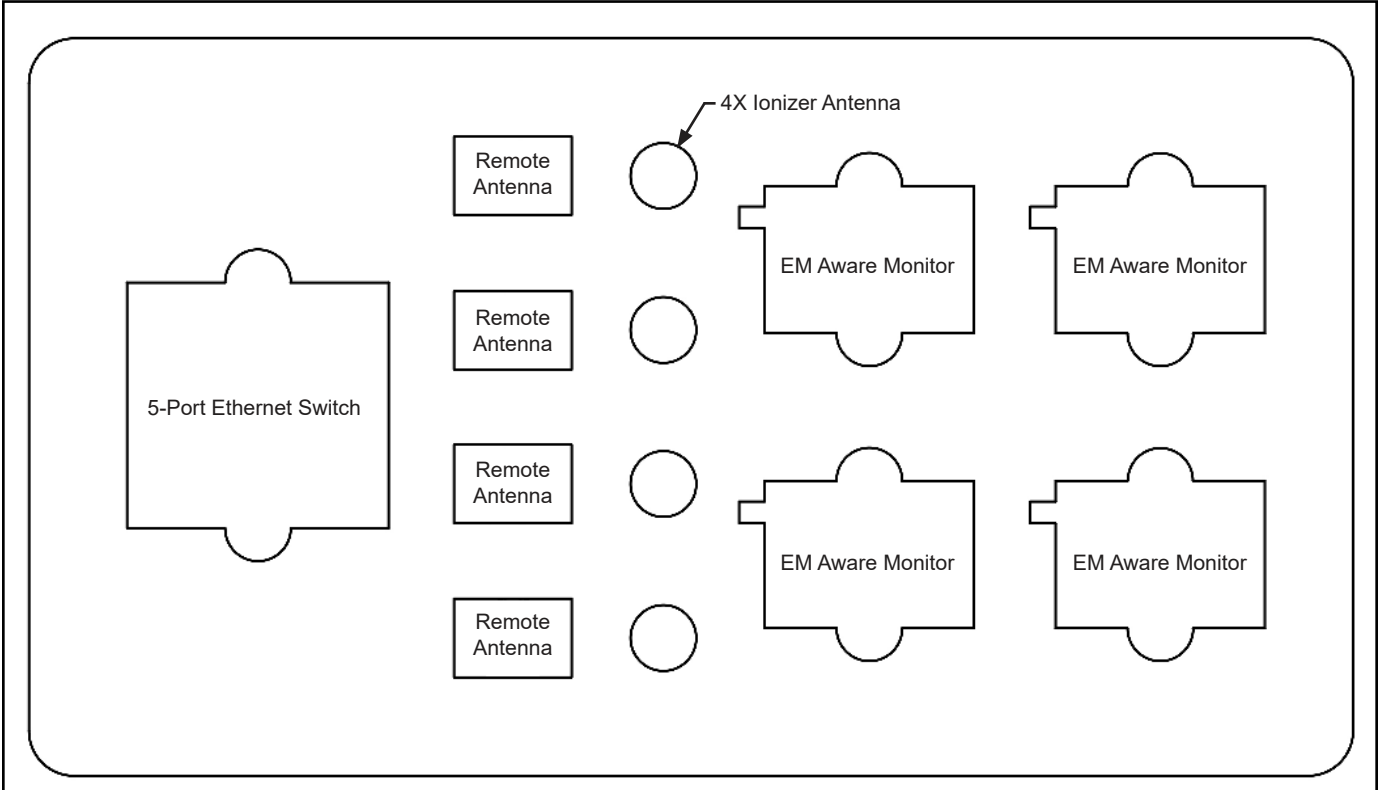 4X Ionizer Antenna
Remote
Antenna
EM Aware Monitor
EM Aware Monitor
Remote
Antenna
5-Port Ethernet Switch
Remote
Antenna
EM Aware Monitor
EM Aware Monitor
Remote
Antenna